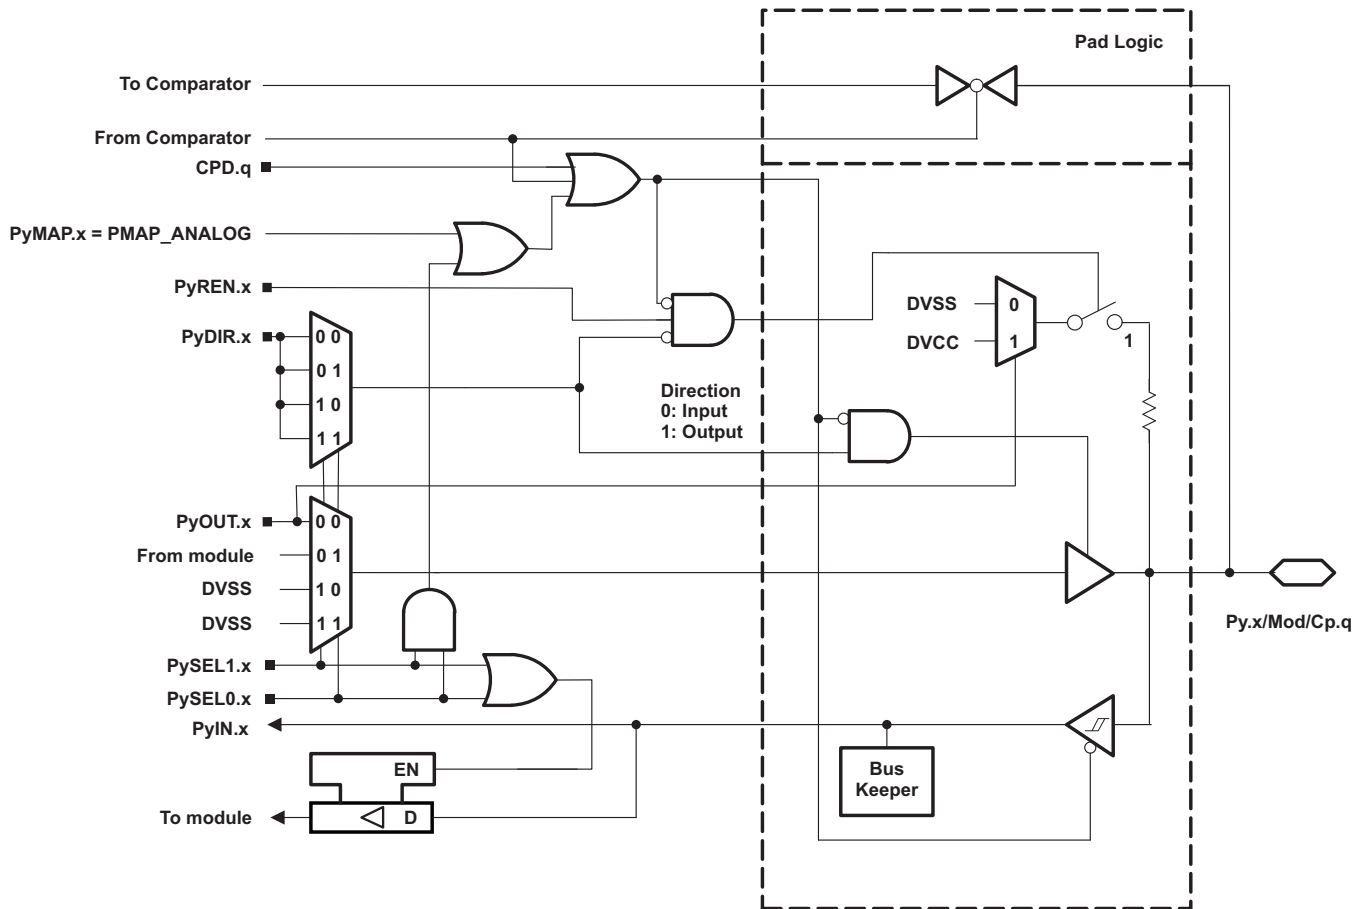 Pad Logic
To Comparator
From Comparator
CPD.q
PyMAP.x = PMAP_ANALOG
PyREN.x
PyDIR.x
0 0
0 1
1 0
1 1
Direction
0: Input
1: Output
DVSS
0
DVCC
1
1
PyOUT.x
0 0
From module
0 1
DVSS
1 0
DVSS
1 1
Py.x/Mod/Cp.q
PySEL1.x
PySEL0.x
PyIN.x
Bus
Keeper
EN
To module
D